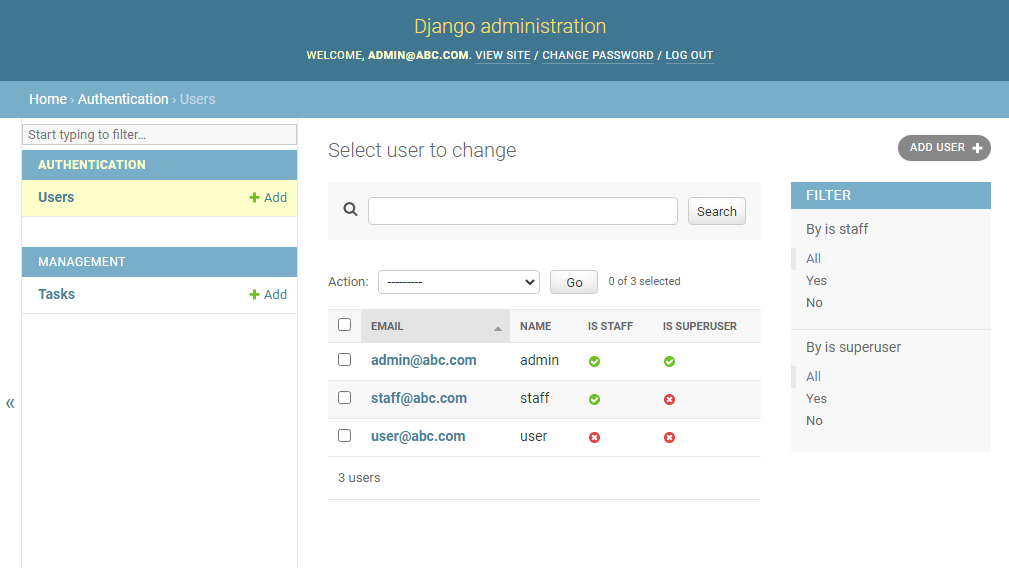 Django administration
WELCOME, ADMIN@ABC.COM. VIEW SITE / CHANGE PASSWORD / LOG OUT
Home › Authentication › Users
Start typing to filter...
AUTHENTICATION
Users + Add
MANAGEMENT
Tasks + Add
«
Select user to change
ADD USER +
Search
Action: --------- Go 0 of 3 selected
EMAIL NAME IS STAFF IS SUPERUSER
admin@abc.com admin
staff@abc.com staff
user@abc.com user
3 users
FILTER
By is staff
All
Yes
No
By is superuser
All
Yes
No